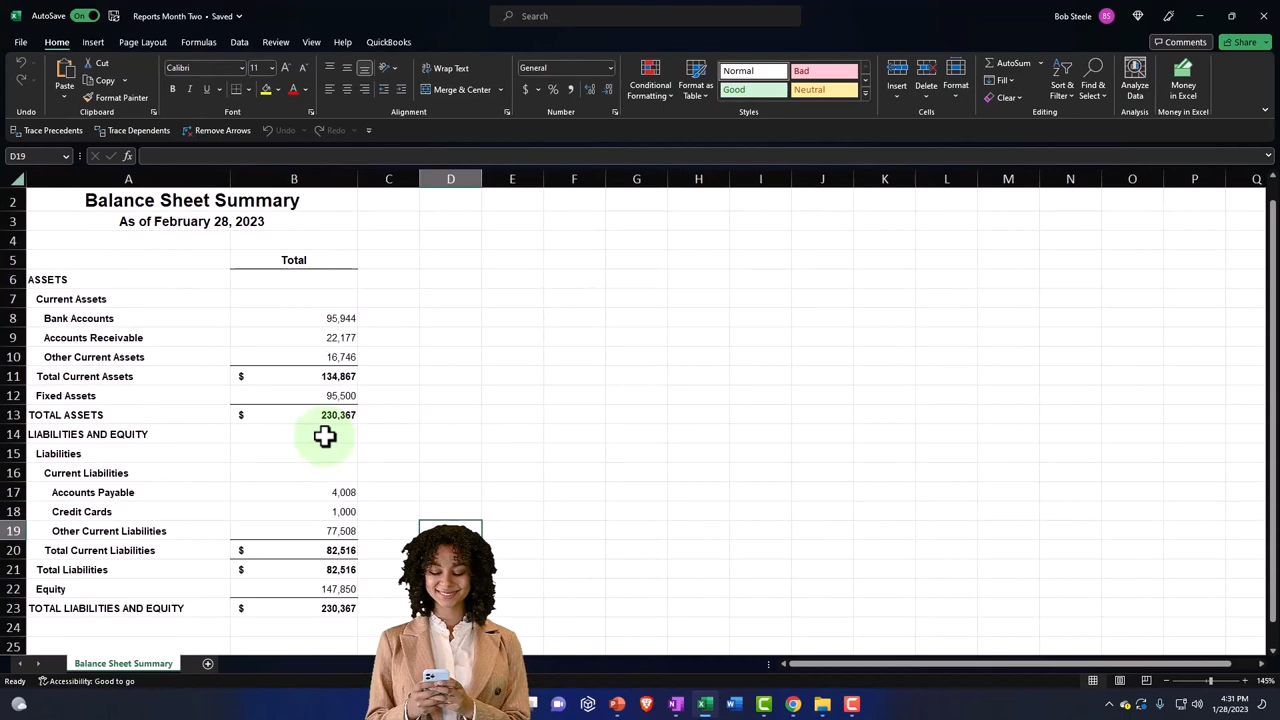 AutoSave On Reports Month Two • Saved Search Bob Steele BS
File Home Insert Page Layout Formulas Data Review View Help QuickBooks Comments Share
Paste Cut Copy Format Painter Calibri 11 Wrap Text Merge & Center General Conditional Formatting Format as Table Normal Bad Good Neutral Insert Delete Format AutoSum Fill Clear Sort & Filter Find & Select Analyze Data Money in Excel
Undo Clipboard Font Alignment Number Styles Cells Editing Analysis Money in Excel
Trace Precedents Trace Dependents Remove Arrows Undo Redo
D19 fx
A B C D E F G H I J K L M N O P Q
2 Balance Sheet Summary
3 As of February 28, 2023
4
5 Total
6 ASSETS
7 Current Assets
8 Bank Accounts 95,944
9 Accounts Receivable 22,177
10 Other Current Assets 16,746
11 Total Current Assets $ 134,867
12 Fixed Assets 95,500
13 TOTAL ASSETS $ 230,367
14 LIABILITIES AND EQUITY
15 Liabilities
16 Current Liabilities
17 Accounts Payable 4,008
18 Credit Cards 1,000
19 Other Current Liabilities 77,508
20 Total Current Liabilities $ 82,516
21 Total Liabilities $ 82,516
22 Equity 147,850
23 TOTAL LIABILITIES AND EQUITY $ 230,367
24
25
Balance Sheet Summary
Ready Accessibility: Good to go 145%
4:31 PM
1/28/2023